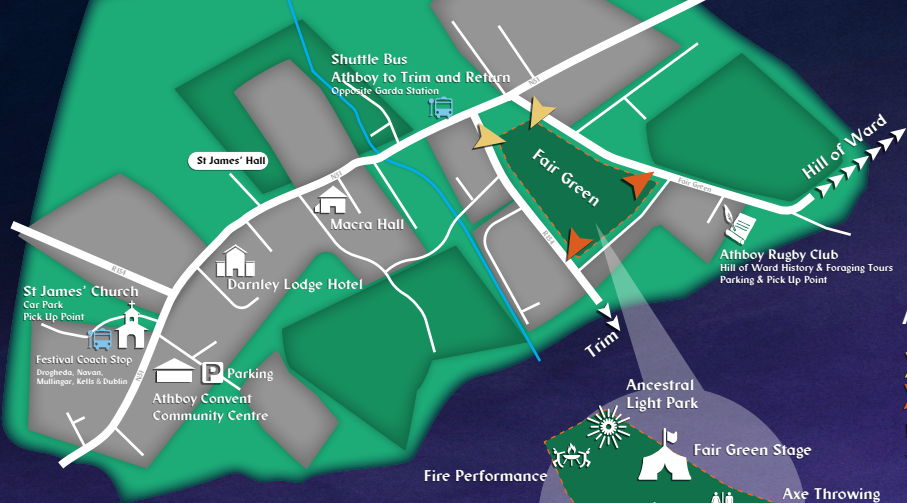 Shuttle Bus
Athboy to Trim and Return
Opposite Garda Station
N51
St James' Hall
Fair Green
Fair Green
Hill of Ward
N51
Macra Hall
R154
Athboy Rugby Club
Hill of Ward History & Foraging Tours
Parking & Pick Up Point
R154
Darnley Lodge Hotel
St James' Church
Car Park
Pick Up Point
Trim
Festival Coach Stop
Drogheda, Navan,
Mullingar, Kells & Dublin
N51
P Parking
Athboy Convent
Community Centre
Ancestral
Light Park
Fair Green Stage
Fire Performance
Axe Throwing